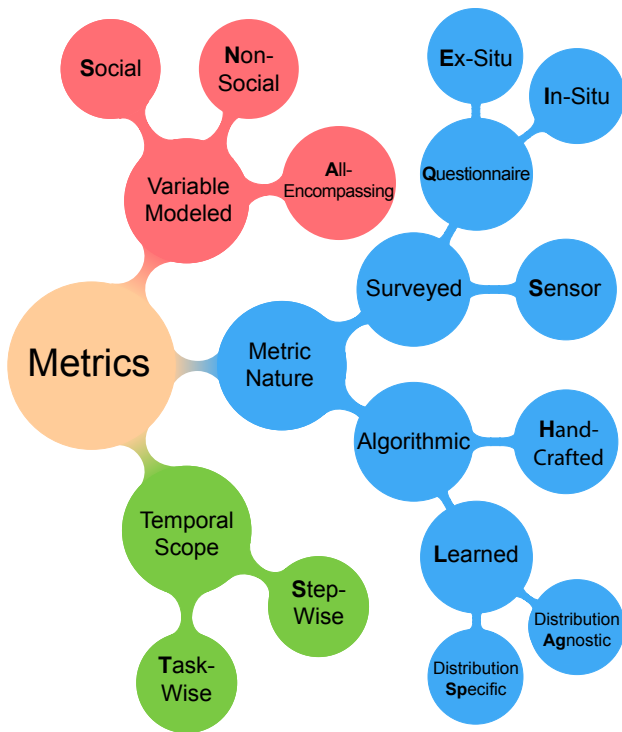 Metrics
Variable
Modeled
Social
Non-
Social
All-
Encompassing
Metric
Nature
Surveyed
Questionnaire
Ex-Situ
In-Situ
Sensor
Algorithmic
Hand-
Crafted
Learned
Distribution
Agnostic
Distribution
Specific
Temporal
Scope
Step-
Wise
Task-
Wise